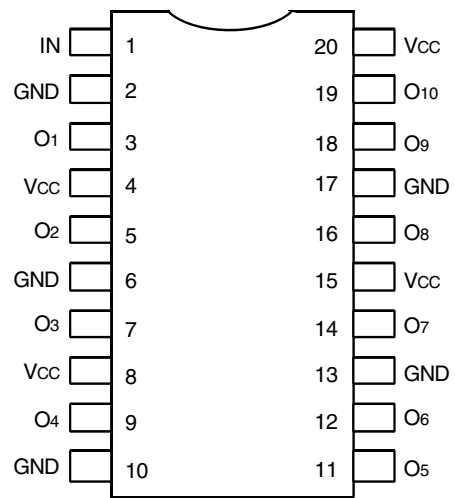 IN 1 20 VCC
GND 2 19 O10
O1 3 18 O9
VCC 4 17 GND
O2 5 16 O8
GND 6 15 VCC
O3 7 14 O7
VCC 8 13 GND
O4 9 12 O6
GND 10 11 O5